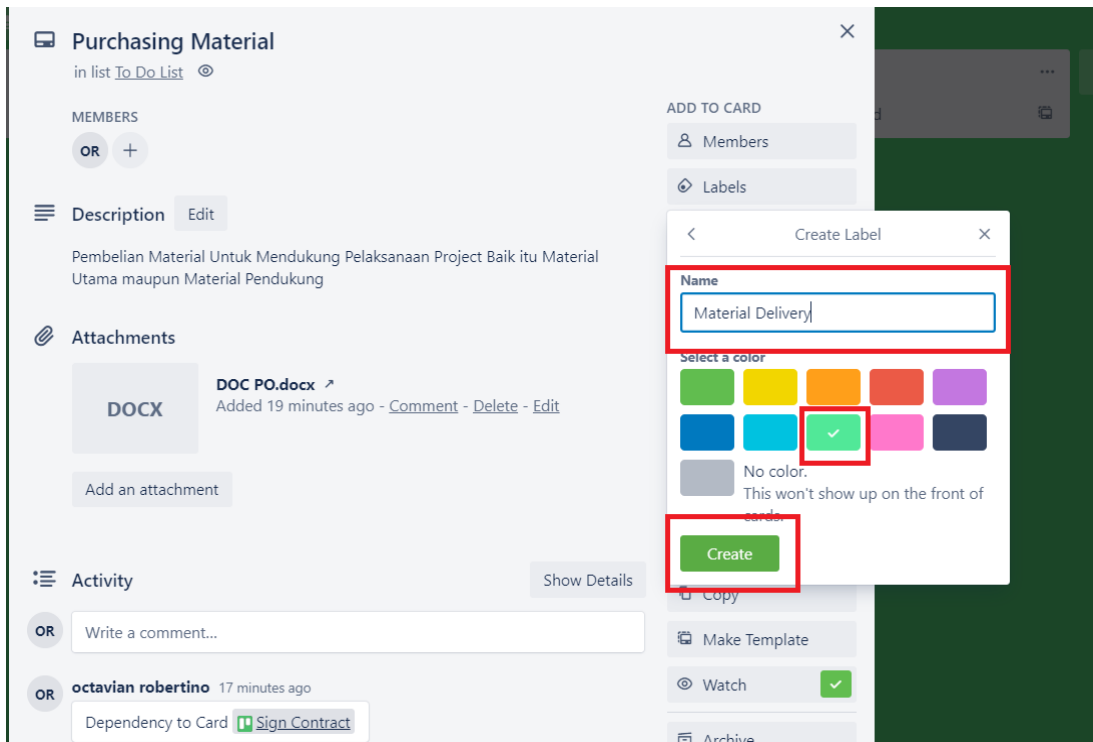 Purchasing Material
in list To Do List
MEMBERS
OR +
Description Edit
Pembelian Material Untuk Mendukung Pelaksanaan Project Baik itu Material
Utama maupun Material Pendukung
Attachments
DOCX
DOC PO.docx ↗
Added 19 minutes ago - Comment - Delete - Edit
Add an attachment
Activity Show Details
OR Write a comment...
OR octavian robertino 17 minutes ago
Dependency to Card Sign Contract
ADD TO CARD
Members
Labels
Create Label
Name
Material Delivery
Select a color
No color.
This won't show up on the front of
cards.
Create
Copy
Make Template
Watch
Archive